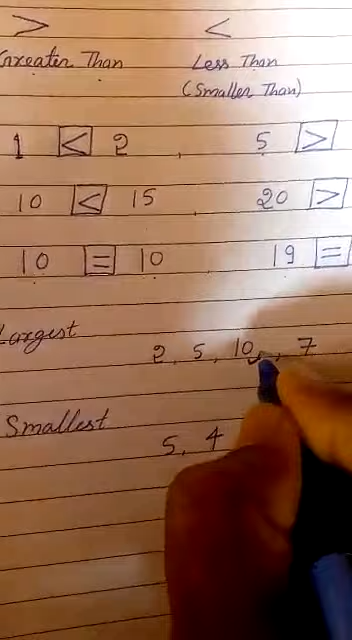 > <
Greater Than Less Than
(Smaller Than)
1 < 2 , 5 >
10 < 15 , 20 >
10 = 10 19 =
Largest
2, 5, 10, , 7
Smallest
5, 4